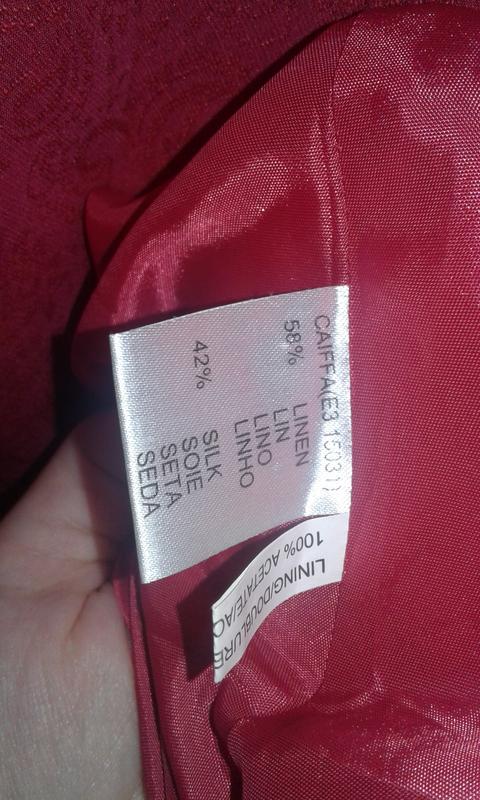 CAIFFA(E3 15031)
58% LINEN
LIN
LINO
LINHO
42% SILK
SOIE
SETA
SEDA
LINING/DOUBLURE
100% ACETATE/AC